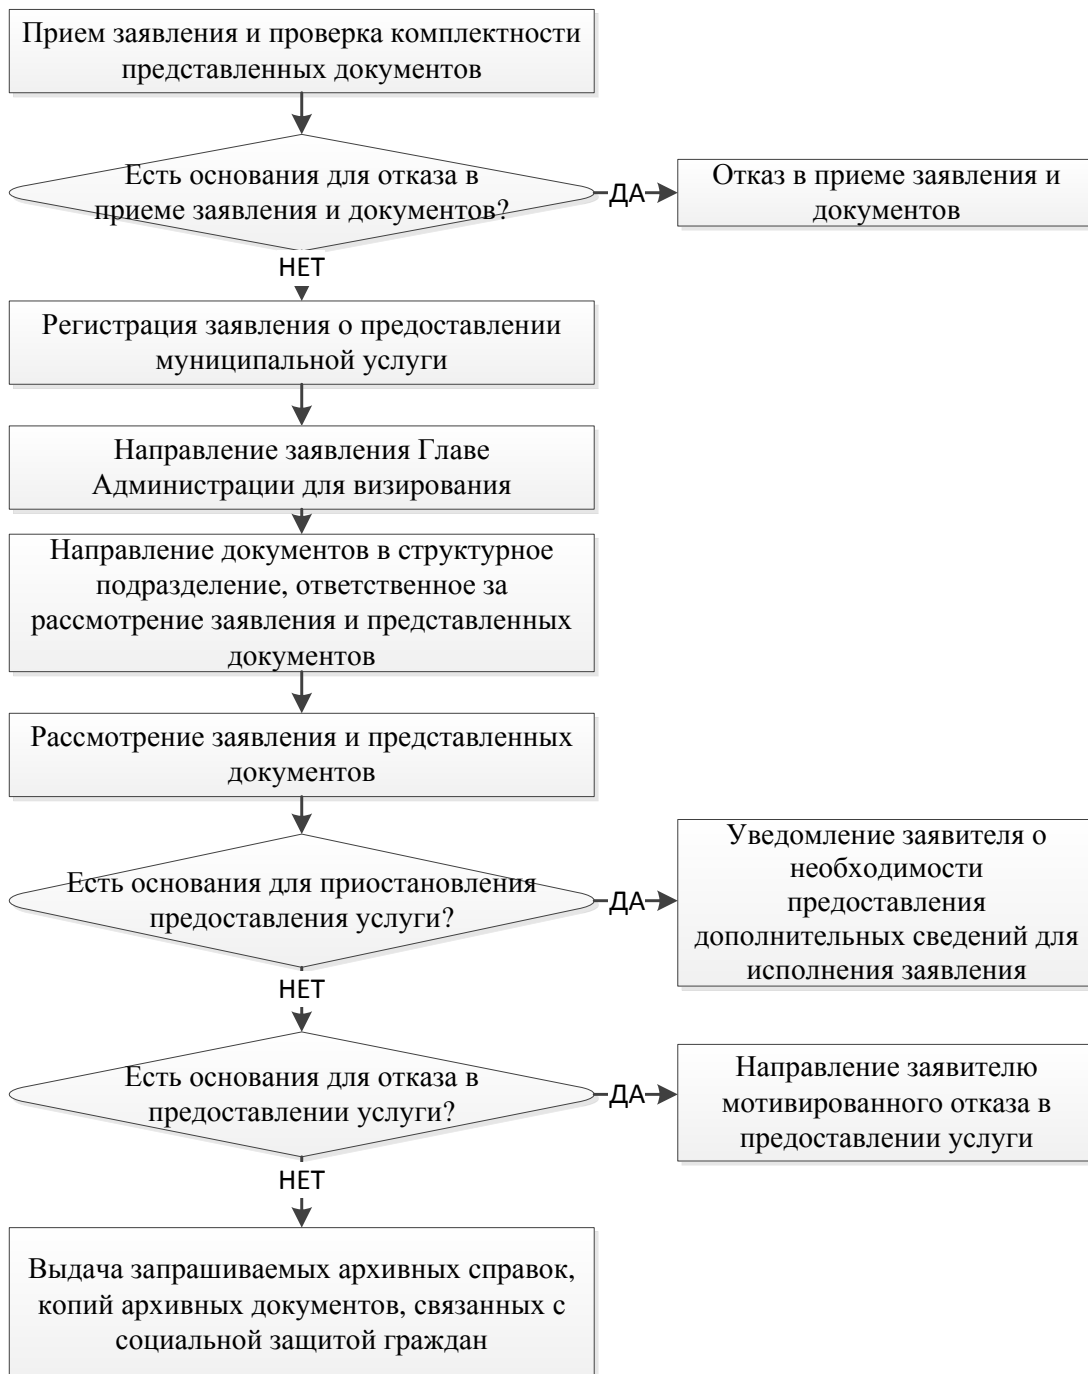 Прием заявления и проверка комплектности
представленных документов
Есть основания для отказа в
приеме заявления и документов?
ДА
Отказ в приеме заявления и
документов
НЕТ
Регистрация заявления о предоставлении
муниципальной услуги
Направление заявления Главе
Администрации для визирования
Направление документов в структурное
подразделение, ответственное за
рассмотрение заявления и представленных
документов
Рассмотрение заявления и представленных
документов
Есть основания для приостановления
предоставления услуги?
ДА
Уведомление заявителя о
необходимости
предоставления
дополнительных сведений для
исполнения заявления
НЕТ
Есть основания для отказа в
предоставлении услуги?
ДА
Направление заявителю
мотивированного отказа в
предоставлении услуги
НЕТ
Выдача запрашиваемых архивных справок,
копий архивных документов, связанных с
социальной защитой граждан